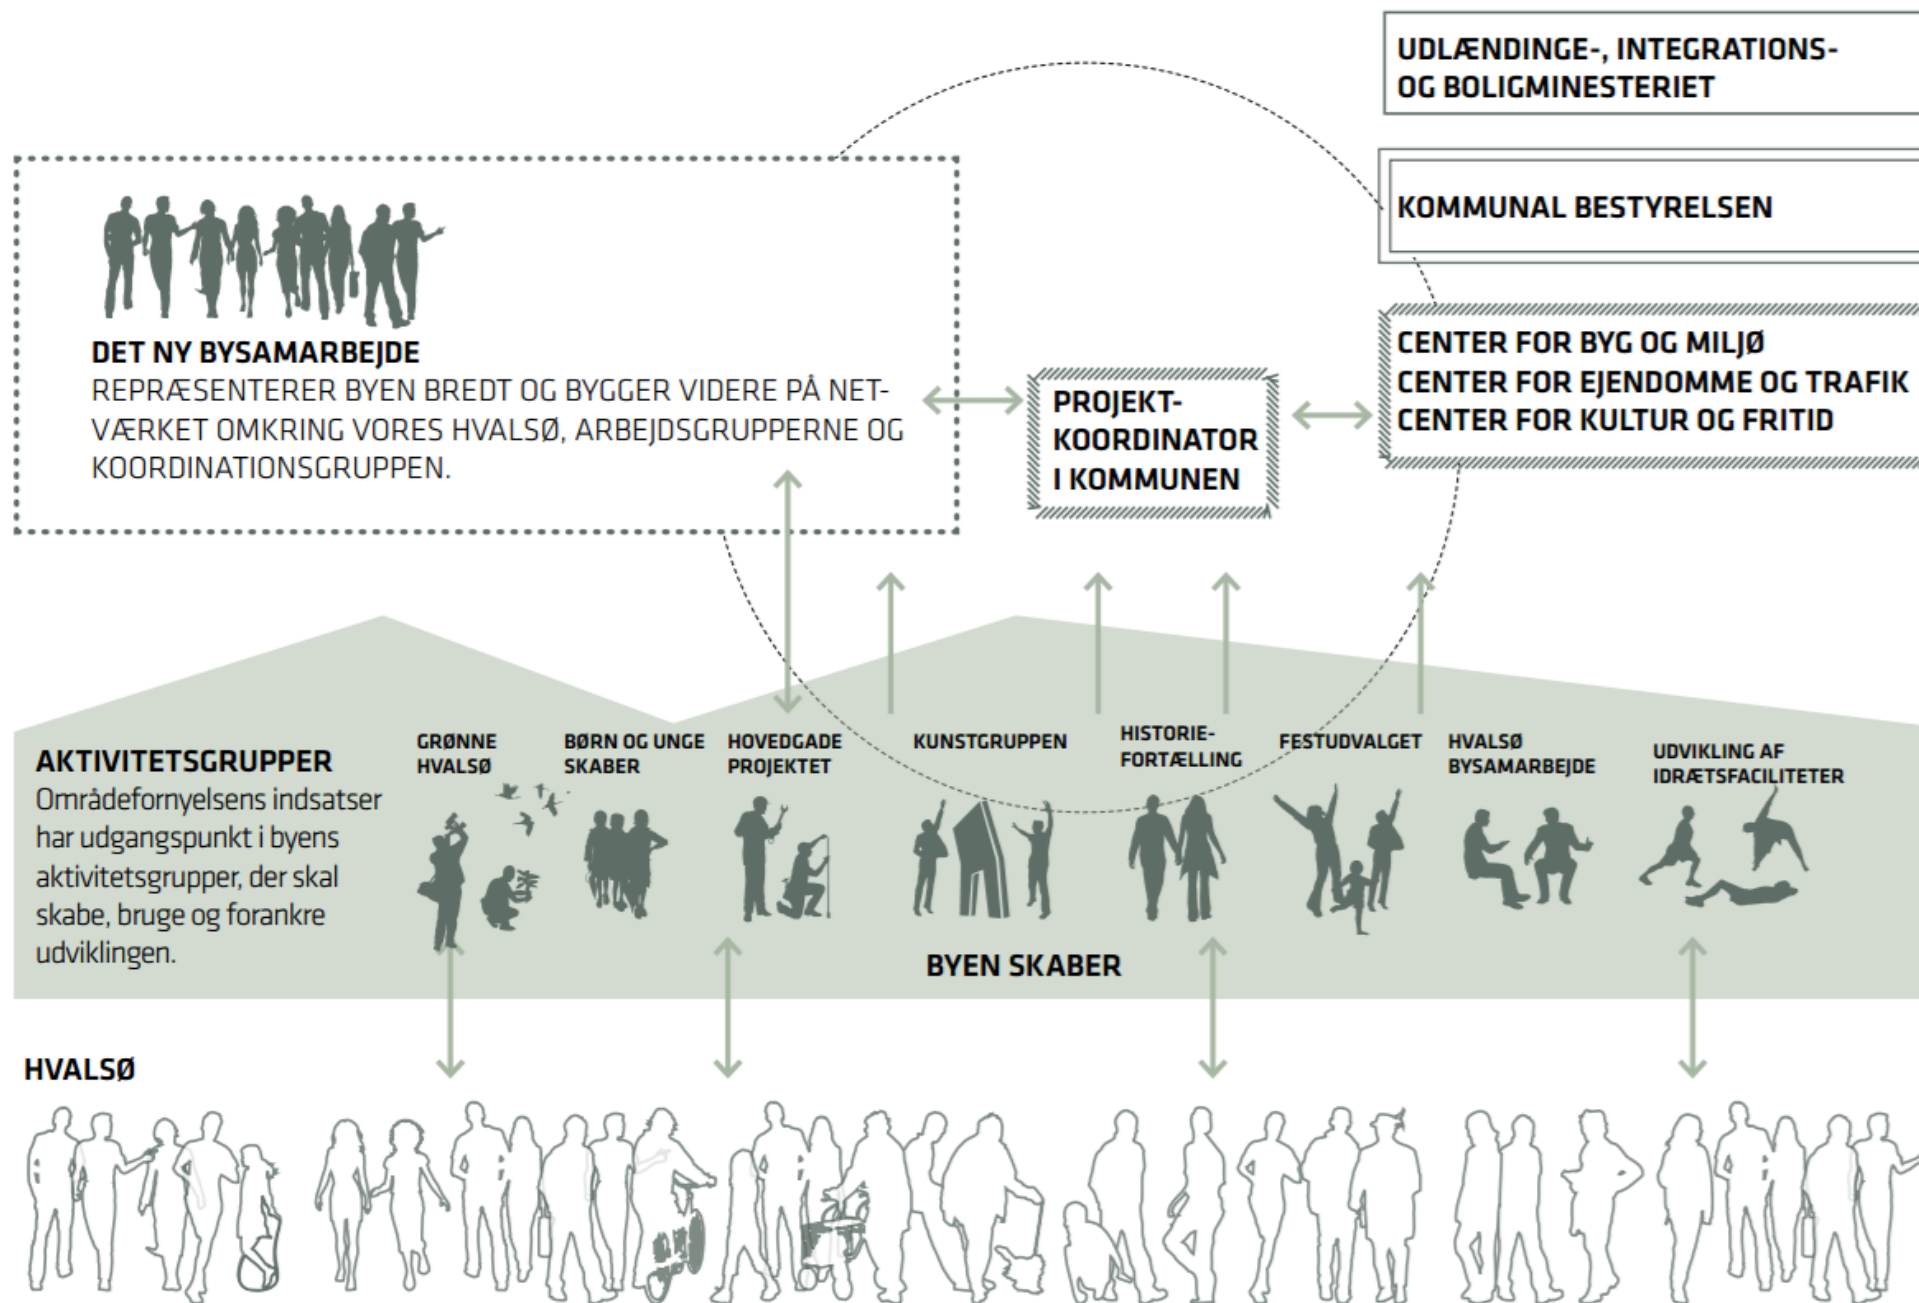 UDLÆNDINGE-, INTEGRATIONS-
OG BOLIGMINESTERIET
KOMMUNAL BESTYRELSEN
DET NY BYSAMARBEJDE
REPRÆSENTERER BYEN BREDT OG BYGGER VIDERE PÅ NET-
VÆRKET OMKRING VORES HVALSØ, ARBEJDSGRUPPERNE OG
KOORDINATIONSGRUPPEN.
PROJEKT-
KOORDINATOR
I KOMMUNEN
CENTER FOR BYG OG MILJØ
CENTER FOR EJENDOMME OG TRAFIK
CENTER FOR KULTUR OG FRITID
AKTIVITETSGRUPPER
Områdefornyelsens indsatser
har udgangspunkt i byens
aktivitetsgrupper, der skal
skabe, bruge og forankre
udviklingen.
GRØNNE
HVALSØ
BØRN OG UNGE
SKABER
HOVEDGADE
PROJEKTET
KUNSTGRUPPEN
HISTORIE-
FORTÆLLING
FESTUDVALGET
HVALSØ
BYSAMARBEJDE
UDVIKLING AF
IDRÆTSFACILITETER
BYEN SKABER
HVALSØ